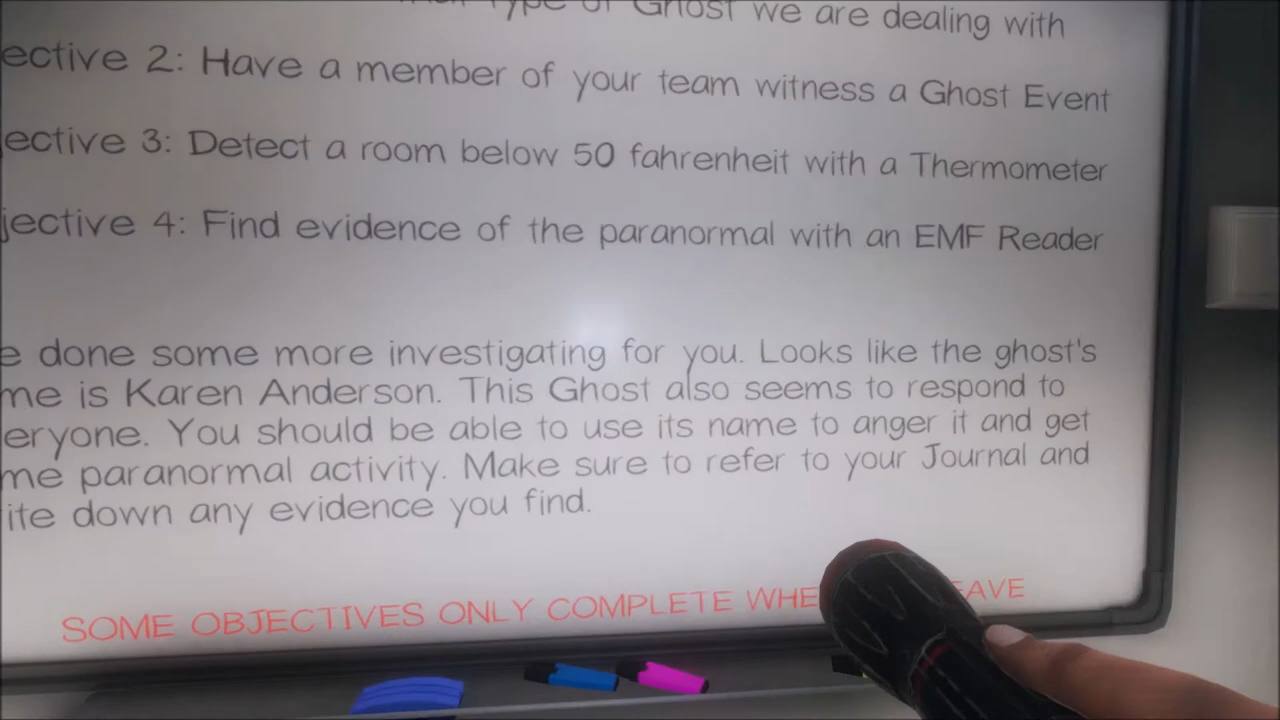 Type of Ghost we are dealing with
ective 2: Have a member of your team witness a Ghost Event
jective 3: Detect a room below 50 fahrenheit with a Thermometer
jective 4: Find evidence of the paranormal with an EMF Reader
e done some more investigating for you. Looks like the ghost's
me is Karen Anderson. This Ghost also seems to respond to
eryone. You should be able to use its name to anger it and get
me paranormal activity. Make sure to refer to your Journal and
ite down any evidence you find.
SOME OBJECTIVES ONLY COMPLETE WHE EAVE